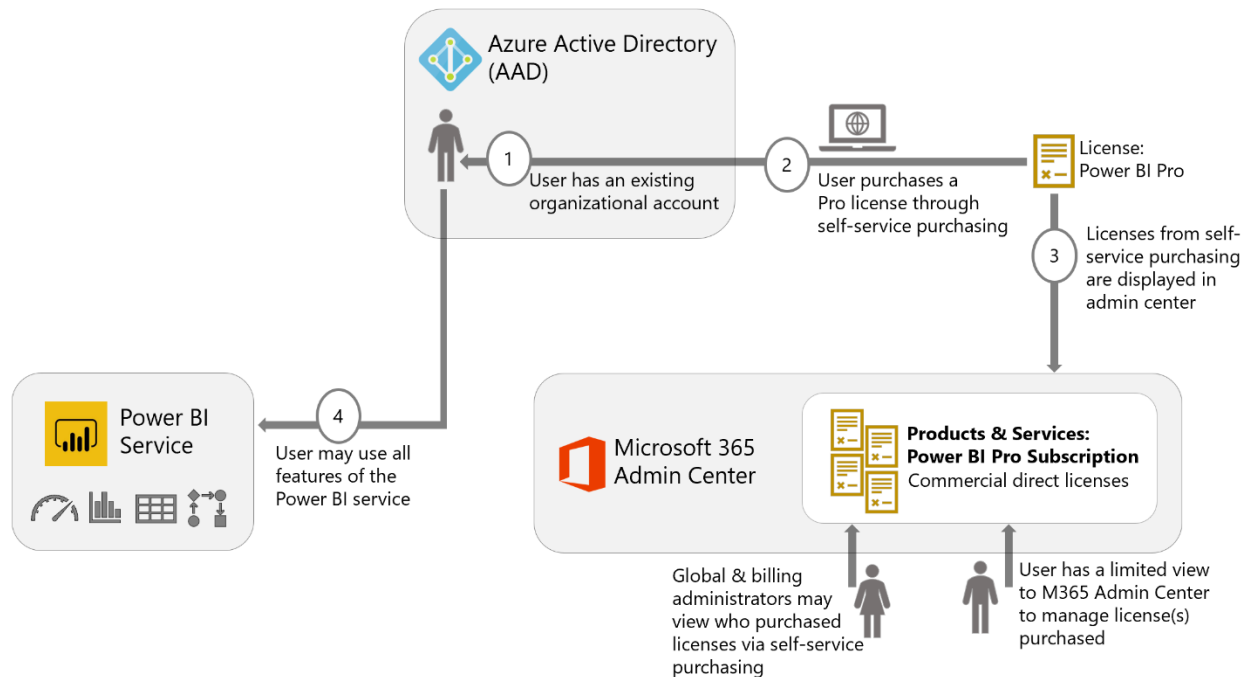 Azure Active Directory
(AAD)
1
User has an existing
organizational account
2
User purchases a
Pro license through
self-service purchasing
License:
Power BI Pro
3
Licenses from self-
service purchasing
are displayed in
admin center
Power BI
Service
4
User may use all
features of the
Power BI service
Microsoft 365
Admin Center
Products & Services:
Power BI Pro Subscription
Commercial direct licenses
Global & billing
administrators may
view who purchased
licenses via self-service
purchasing
User has a limited view
to M365 Admin Center
to manage license(s)
purchased